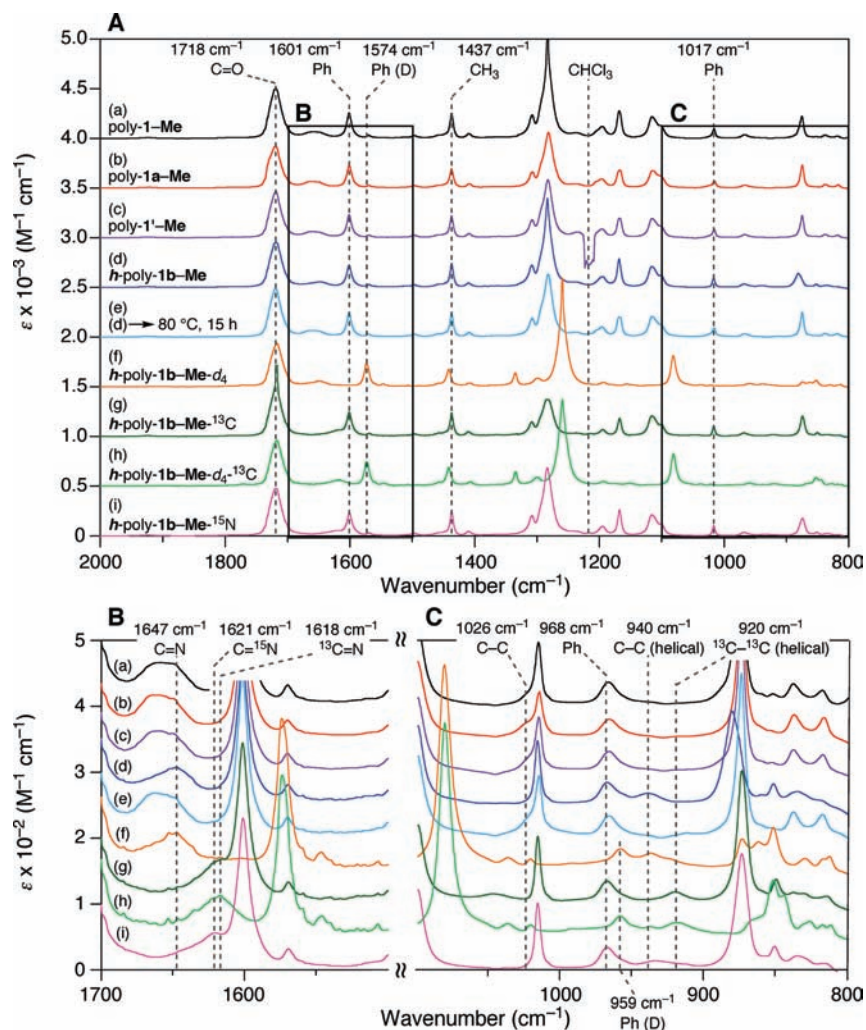 A
1718 cm⁻¹ 1601 cm⁻¹ 1574 cm⁻¹ 1437 cm⁻¹ 1017 cm⁻¹
C=O Ph Ph (D) CH₃ CHCl₃ Ph
5.0
4.5
4.0
3.5
3.0
2.5
2.0
1.5
1.0
0.5
0
ε x 10⁻³ (M⁻¹ cm⁻¹)
B C
(a)
poly-1–Me
(b)
poly-1a–Me
(c)
poly-1'–Me
(d)
h-poly-1b–Me
(e)
(d) → 80 °C, 15 h
(f)
h-poly-1b–Me-d₄
(g)
h-poly-1b–Me-¹³C
(h)
h-poly-1b–Me-d₄-¹³C
(i)
h-poly-1b–Me-¹⁵N
2000 1800 1600 1400 1200 1000 800
Wavenumber (cm⁻¹)
B
1647 cm⁻¹ 1621 cm⁻¹ 1618 cm⁻¹
C=N C=¹⁵N ¹³C=N
5
4
3
2
1
0
ε x 10⁻² (M⁻¹ cm⁻¹)
(a)
(b)
(c)
(d)
(e)
(f)
(g)
(h)
(i)
1700 1600
Wavenumber (cm⁻¹)
C
1026 cm⁻¹ 968 cm⁻¹ 940 cm⁻¹ 920 cm⁻¹
C–C Ph C–C (helical) ¹³C–¹³C (helical)
1000 900 800
959 cm⁻¹
Ph (D)
Wavenumber (cm⁻¹)